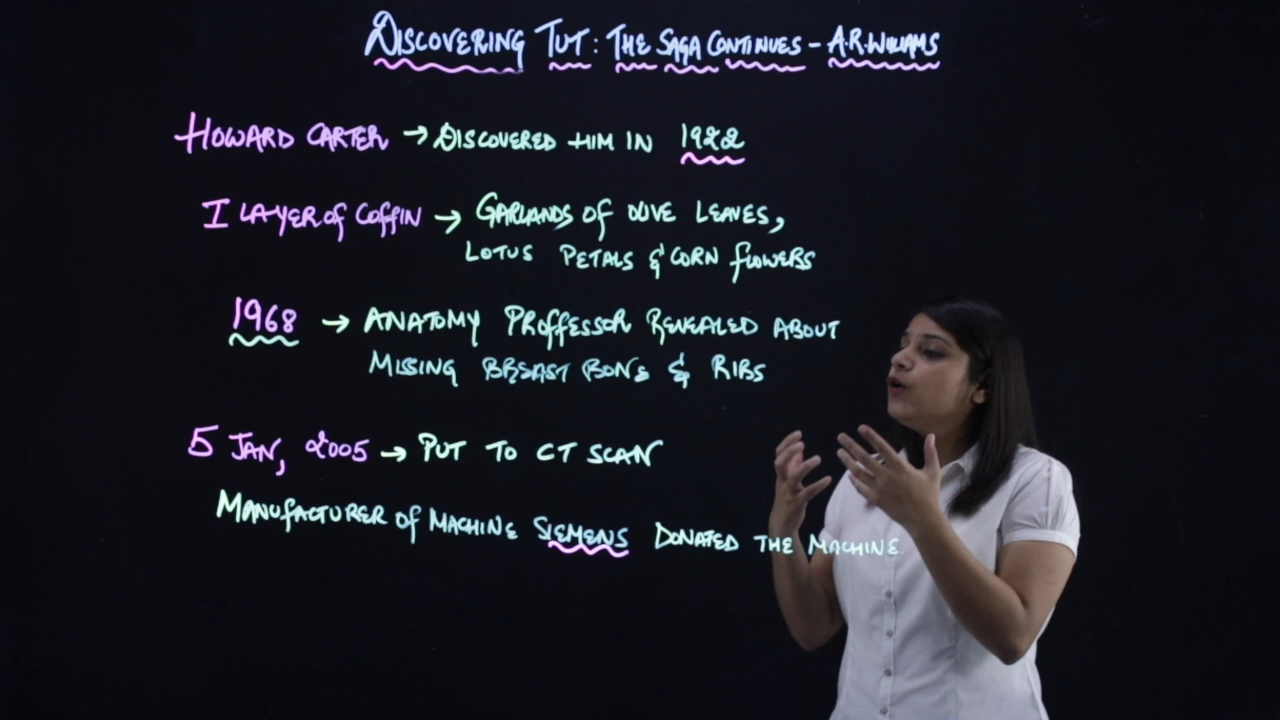 DISCOVERING TUT: THE SAGA CONTINUES - A.R.WILLIAMS
HOWARD CARTER → DISCOVERED HIM IN 1922
I LAYER OF COFFIN → GARLANDS OF OLIVE LEAVES,
LOTUS PETALS & CORN FLOWERS
1968 → ANATOMY PROFFESSOR REVEALED ABOUT
MISSING BREAST BONE & RIBS
5 JAN, 2005 → PUT TO CT SCAN
MANUFACTURER OF MACHINE SIEMENS DONATED THE MACHINE